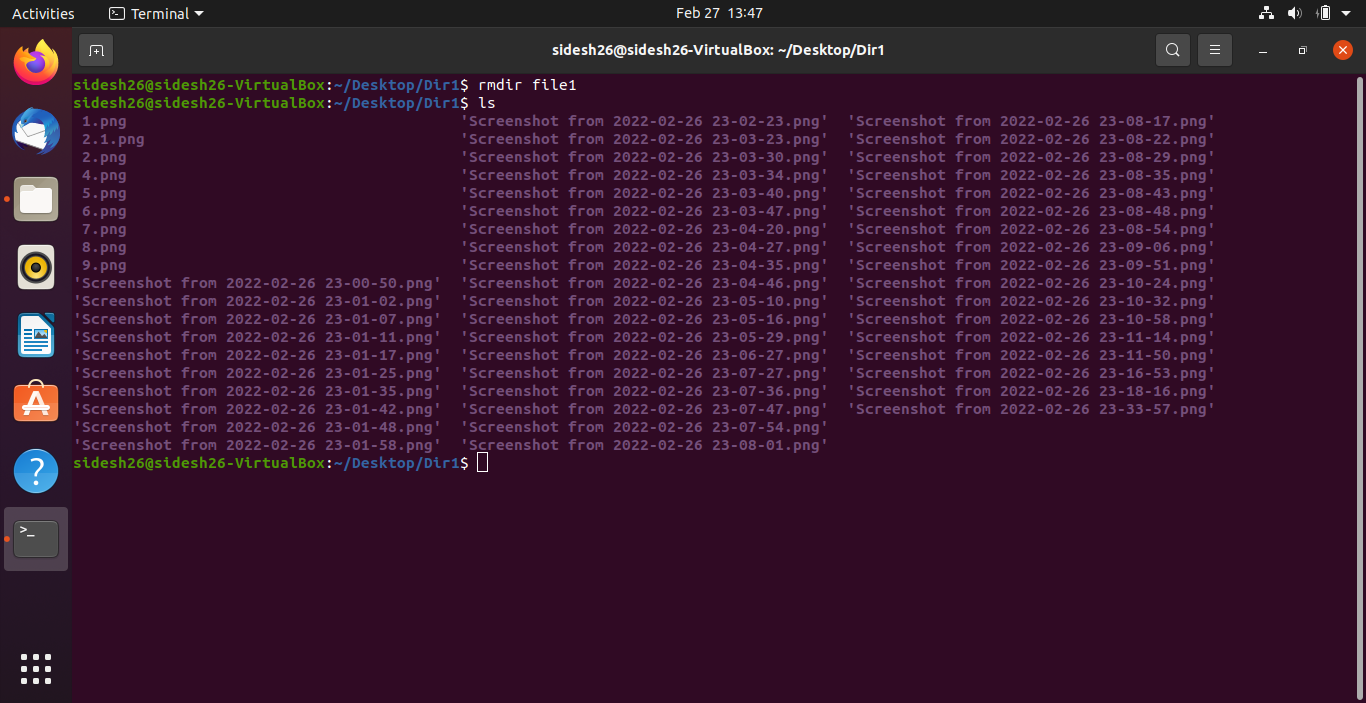 Activities Terminal Feb 27 13:47
sidesh26@sidesh26-VirtualBox: ~/Desktop/Dir1
sidesh26@sidesh26-VirtualBox:~/Desktop/Dir1$ rmdir file1
sidesh26@sidesh26-VirtualBox:~/Desktop/Dir1$ ls
1.png 'Screenshot from 2022-02-26 23-02-23.png' 'Screenshot from 2022-02-26 23-08-17.png'
2.1.png 'Screenshot from 2022-02-26 23-03-23.png' 'Screenshot from 2022-02-26 23-08-22.png'
2.png 'Screenshot from 2022-02-26 23-03-30.png' 'Screenshot from 2022-02-26 23-08-29.png'
4.png 'Screenshot from 2022-02-26 23-03-34.png' 'Screenshot from 2022-02-26 23-08-35.png'
5.png 'Screenshot from 2022-02-26 23-03-40.png' 'Screenshot from 2022-02-26 23-08-43.png'
6.png 'Screenshot from 2022-02-26 23-03-47.png' 'Screenshot from 2022-02-26 23-08-48.png'
7.png 'Screenshot from 2022-02-26 23-04-20.png' 'Screenshot from 2022-02-26 23-08-54.png'
8.png 'Screenshot from 2022-02-26 23-04-27.png' 'Screenshot from 2022-02-26 23-09-06.png'
9.png 'Screenshot from 2022-02-26 23-04-35.png' 'Screenshot from 2022-02-26 23-09-51.png'
'Screenshot from 2022-02-26 23-00-50.png' 'Screenshot from 2022-02-26 23-04-46.png' 'Screenshot from 2022-02-26 23-10-24.png'
'Screenshot from 2022-02-26 23-01-02.png' 'Screenshot from 2022-02-26 23-05-10.png' 'Screenshot from 2022-02-26 23-10-32.png'
'Screenshot from 2022-02-26 23-01-07.png' 'Screenshot from 2022-02-26 23-05-16.png' 'Screenshot from 2022-02-26 23-10-58.png'
'Screenshot from 2022-02-26 23-01-11.png' 'Screenshot from 2022-02-26 23-05-29.png' 'Screenshot from 2022-02-26 23-11-14.png'
'Screenshot from 2022-02-26 23-01-17.png' 'Screenshot from 2022-02-26 23-06-27.png' 'Screenshot from 2022-02-26 23-11-50.png'
'Screenshot from 2022-02-26 23-01-25.png' 'Screenshot from 2022-02-26 23-07-27.png' 'Screenshot from 2022-02-26 23-16-53.png'
'Screenshot from 2022-02-26 23-01-35.png' 'Screenshot from 2022-02-26 23-07-36.png' 'Screenshot from 2022-02-26 23-18-16.png'
'Screenshot from 2022-02-26 23-01-42.png' 'Screenshot from 2022-02-26 23-07-47.png' 'Screenshot from 2022-02-26 23-33-57.png'
'Screenshot from 2022-02-26 23-01-48.png' 'Screenshot from 2022-02-26 23-07-54.png'
'Screenshot from 2022-02-26 23-01-58.png' 'Screenshot from 2022-02-26 23-08-01.png'
sidesh26@sidesh26-VirtualBox:~/Desktop/Dir1$